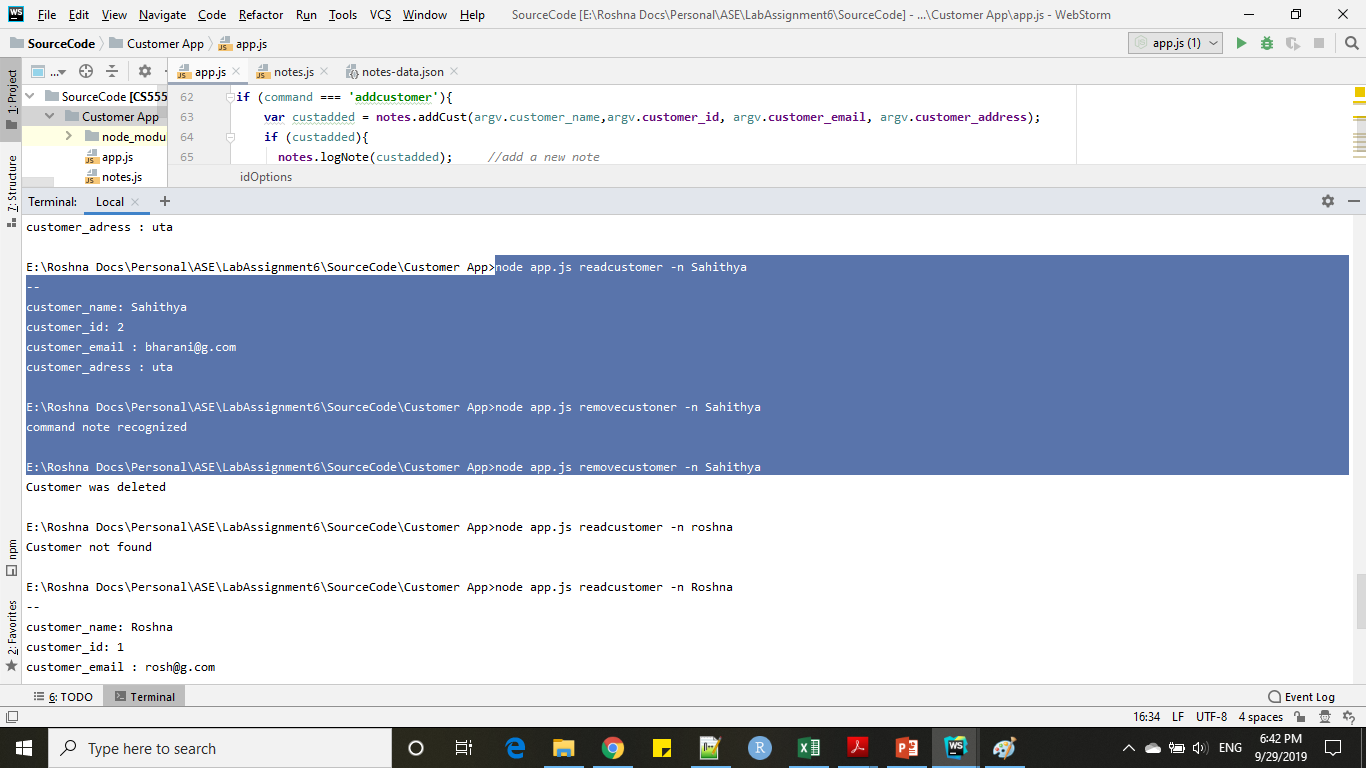 File Edit View Navigate Code Refactor Run Tools VCS Window Help SourceCode [E:\Roshna Docs\Personal\ASE\LabAssignment6\SourceCode] - ...\Customer App\app.js - WebStorm
SourceCode Customer App app.js app.js (1)
1: Project
app.js notes.js notes-data.json
SourceCode [CS555
Customer App
node_modu
app.js
notes.js
62 if (command === 'addcustomer'){
63 var custadded = notes.addCust(argv.customer_name,argv.customer_id, argv.customer_email, argv.customer_address);
64 if (custadded){
65 notes.logNote(custadded); //add a new note
idOptions
7: Structure
Terminal: Local
customer_adress : uta
E:\Roshna Docs\Personal\ASE\LabAssignment6\SourceCode\Customer App>node app.js readcustomer -n Sahithya
--
customer_name: Sahithya
customer_id: 2
customer_email : bharani@g.com
customer_adress : uta
E:\Roshna Docs\Personal\ASE\LabAssignment6\SourceCode\Customer App>node app.js removecustoner -n Sahithya
command note recognized
E:\Roshna Docs\Personal\ASE\LabAssignment6\SourceCode\Customer App>node app.js removecustomer -n Sahithya
Customer was deleted
E:\Roshna Docs\Personal\ASE\LabAssignment6\SourceCode\Customer App>node app.js readcustomer -n roshna
Customer not found
E:\Roshna Docs\Personal\ASE\LabAssignment6\SourceCode\Customer App>node app.js readcustomer -n Roshna
--
customer_name: Roshna
customer_id: 1
customer_email : rosh@g.com
npm
2: Favorites
6: TODO Terminal Event Log
16:34 LF UTF-8 4 spaces
Type here to search ENG 6:42 PM
9/29/2019